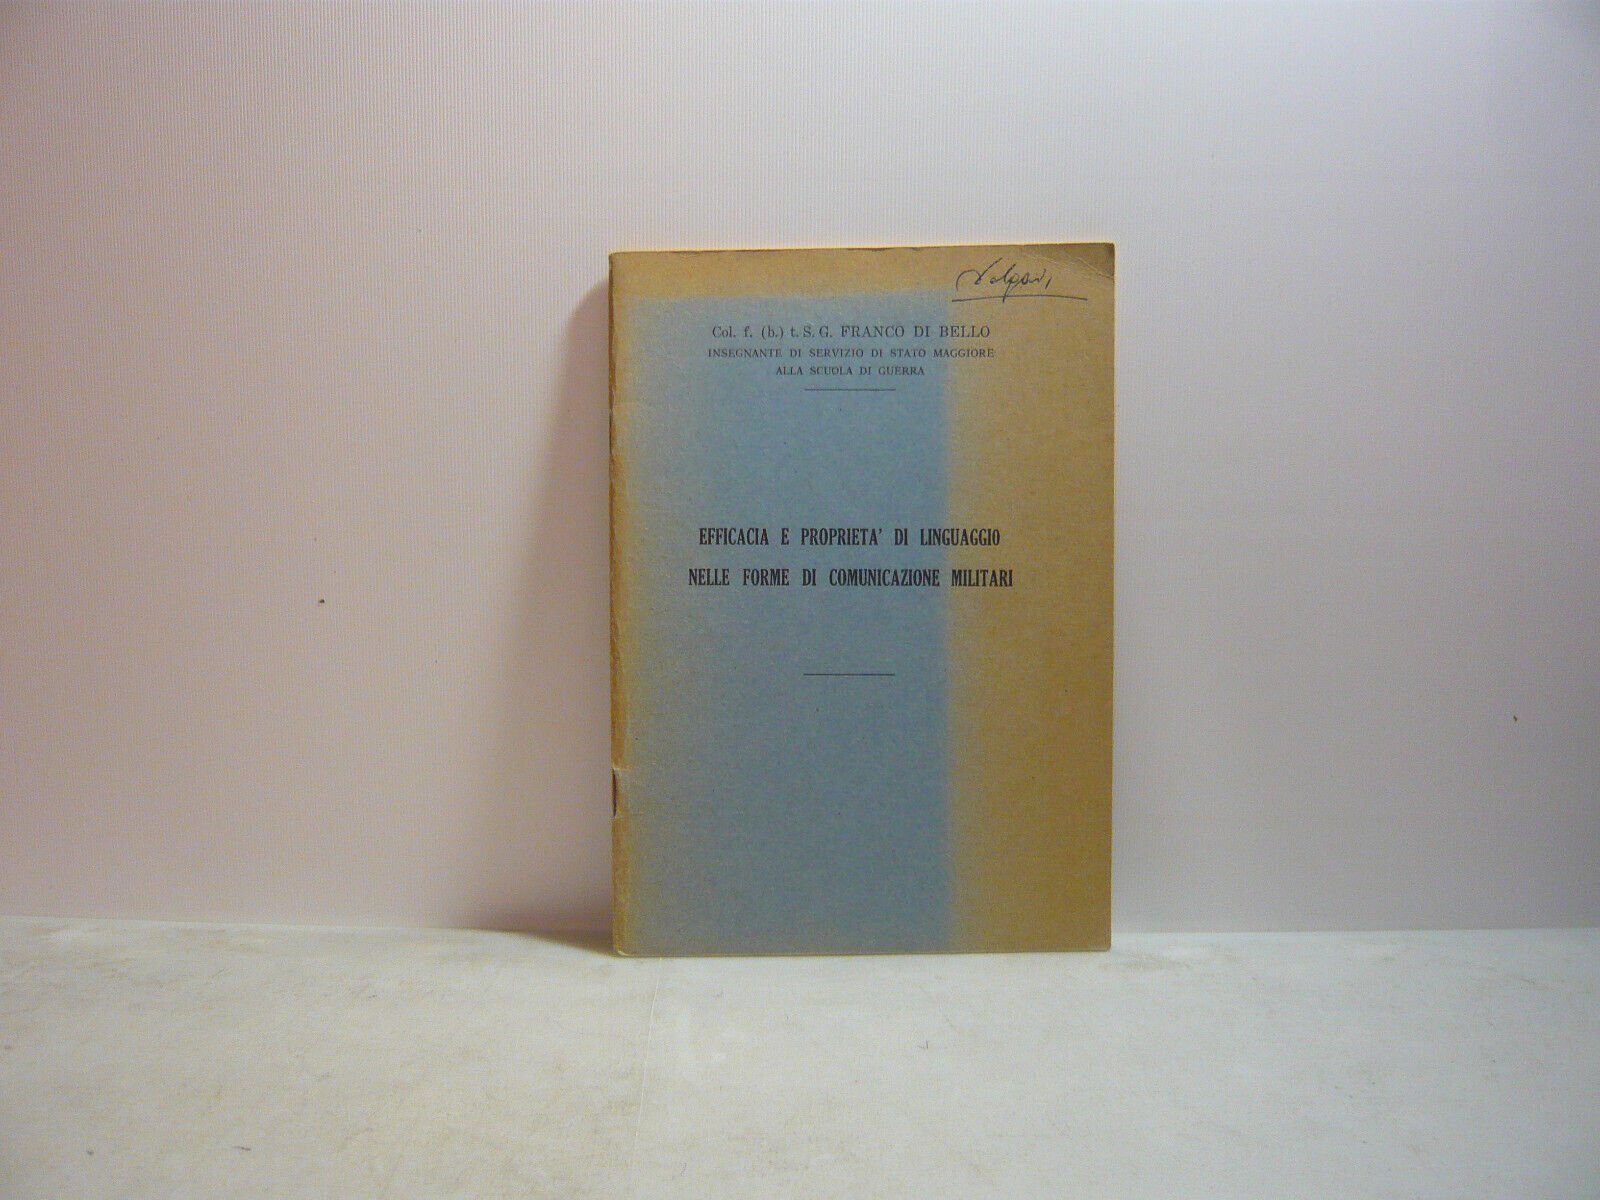 Col. f. (b.) t. S. G. FRANCO DI BELLO
INSEGNANTE DI SERVIZIO DI STATO MAGGIORE
ALLA SCUOLA DI GUERRA
EFFICACIA E PROPRIETA' DI LINGUAGGIO
NELLE FORME DI COMUNICAZIONE MILITARI